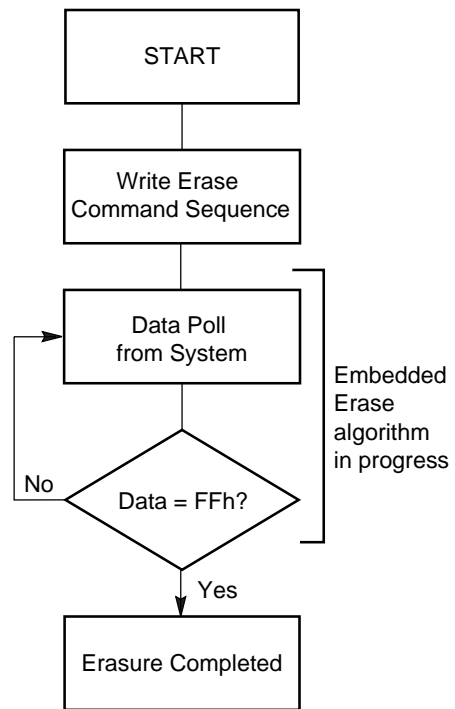 START
Write Erase
Command Sequence
Data Poll
from System
Embedded
Erase
algorithm
in progress
No
Data = FFh?
Yes
Erasure Completed